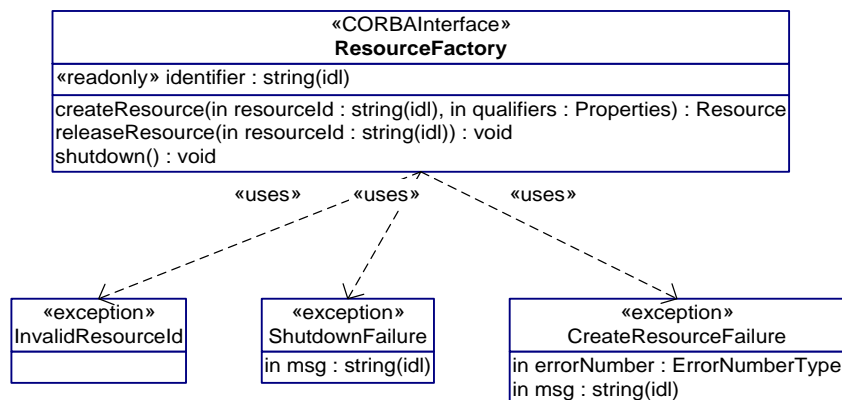 «CORBAInterface»
ResourceFactory
«readonly» identifier : string(idl)
createResource(in resourceId : string(idl), in qualifiers : Properties) : Resource
releaseResource(in resourceId : string(idl)) : void
shutdown() : void
«uses» «uses» «uses»
«exception»
InvalidResourceId
«exception»
ShutdownFailure
in msg : string(idl)
«exception»
CreateResourceFailure
in errorNumber : ErrorNumberType
in msg : string(idl)